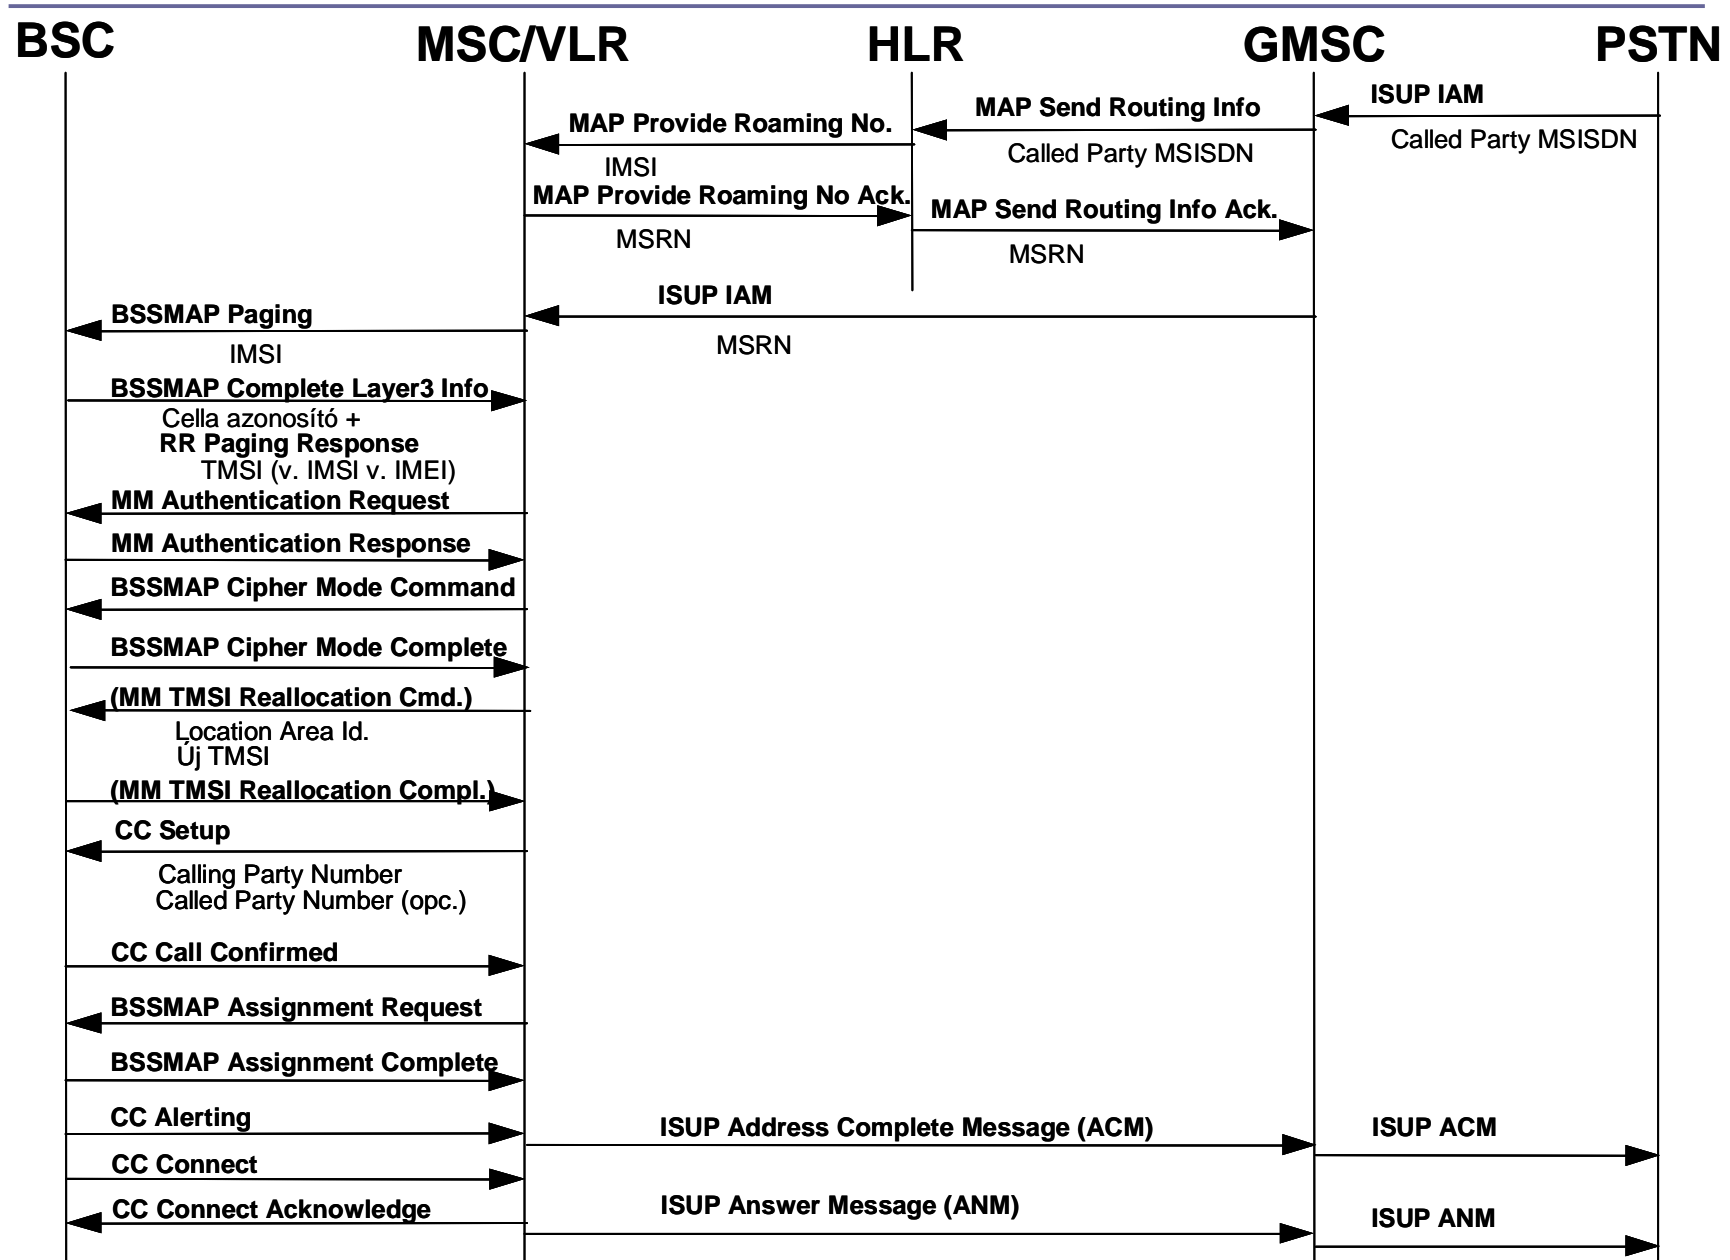 BSC MSC/VLR HLR GMSC PSTN
ISUP IAM
Called Party MSISDN
MAP Send Routing Info
Called Party MSISDN
MAP Provide Roaming No.
IMSI
MAP Provide Roaming No Ack.
MSRN
MAP Send Routing Info Ack.
MSRN
ISUP IAM
MSRN
BSSMAP Paging
IMSI
BSSMAP Complete Layer3 Info
Cella azonosító +
RR Paging Response
TMSI (v. IMSI v. IMEI)
MM Authentication Request
MM Authentication Response
BSSMAP Cipher Mode Command
BSSMAP Cipher Mode Complete
(MM TMSI Reallocation Cmd.)
Location Area Id.
Új TMSI
(MM TMSI Reallocation Compl.)
CC Setup
Calling Party Number
Called Party Number (opc.)
CC Call Confirmed
BSSMAP Assignment Request
BSSMAP Assignment Complete
CC Alerting
ISUP Address Complete Message (ACM)
ISUP ACM
CC Connect
CC Connect Acknowledge
ISUP Answer Message (ANM)
ISUP ANM